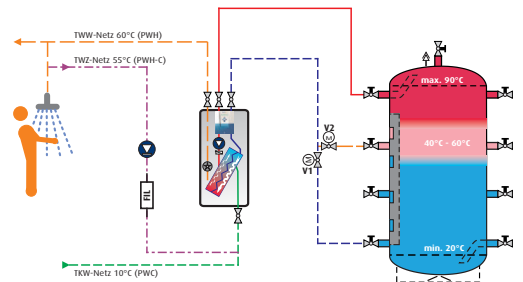 TWW-Netz 60°C (PWH)
TWZ-Netz 55°C (PWH-C)
max. 90°C
V2
M
40°C - 60°C
M
V1
FIL
min. 20°C
TKW-Netz 10°C (PWC)